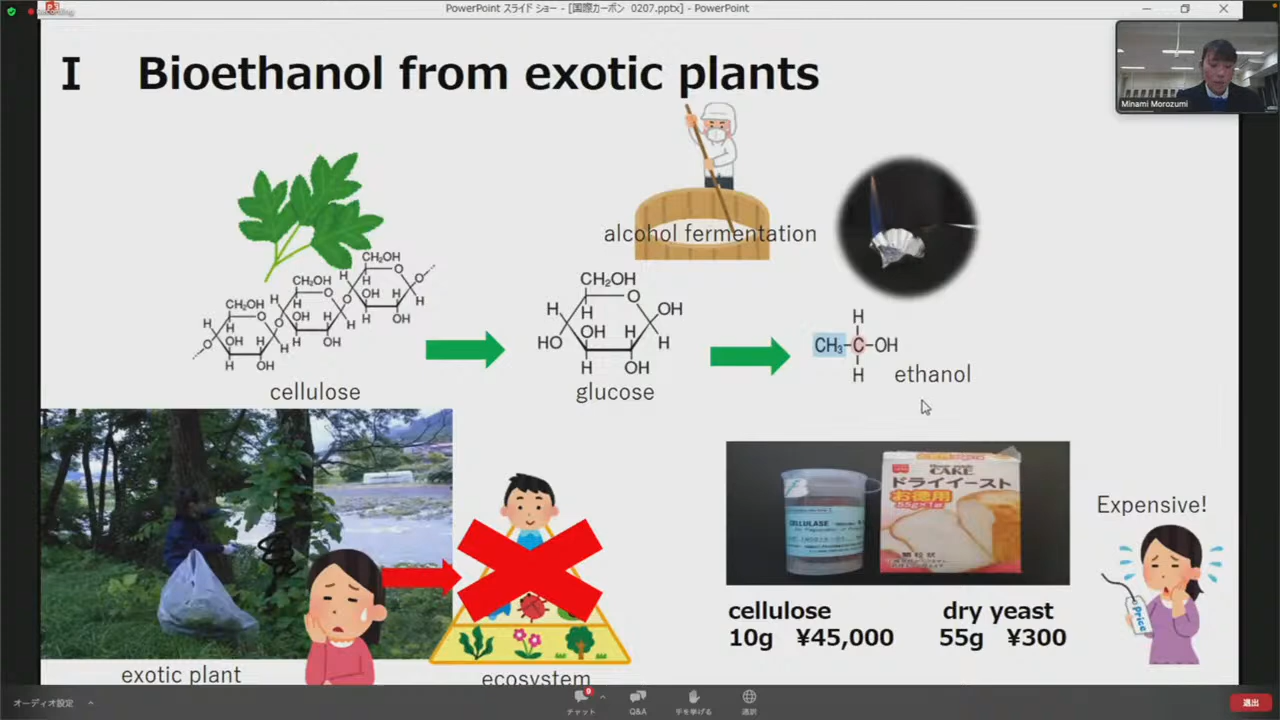 PowerPoint スライド ショー - [国際カーボン 0207.pptx] - PowerPoint
Minami Morozumi
I Bioethanol from exotic plants
alcohol fermentation
cellulose
glucose
CH₃-C-OH
H
H
ethanol
CH₂OH
CH₂OH
CH₂OH
CH₂OH
CELLULASE
CAKE
ドライイースト
お徳用
Expensive!
Price
cellulose
10g ¥45,000
dry yeast
55g ¥300
exotic plant
ecosystem
オーディオ設定
チャット
Q&A
手を挙げる
通訳
退出